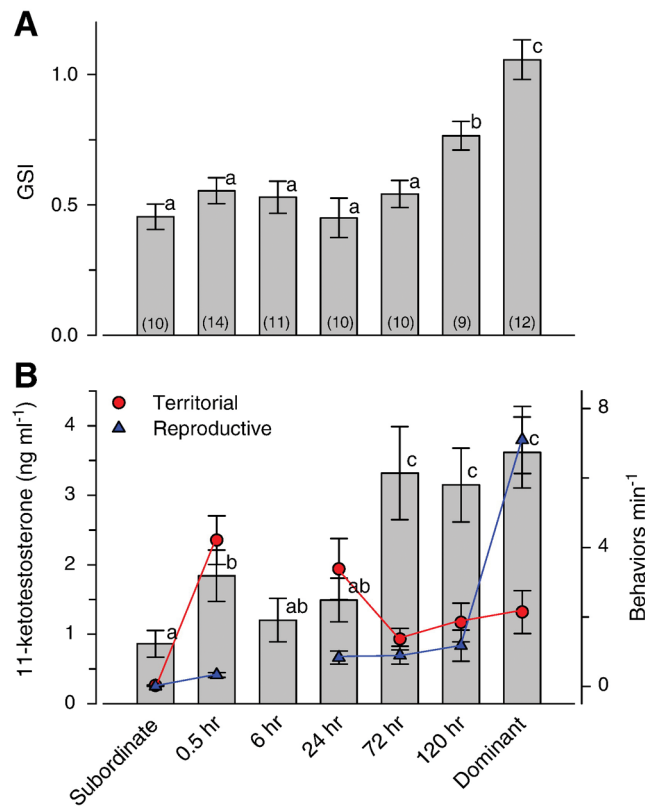 A
GSI
1.0
0.5
0.0
a
a
a
a
a
b
c
(10)
(14)
(11)
(10)
(10)
(9)
(12)
B
Territorial
Reproductive
11-ketotestosterone (ng ml⁻¹)
4
3
2
1
0
a
b
ab
ab
c
c
c
8
4
0
Behaviors min⁻¹
Subordinate
0.5 hr
6 hr
24 hr
72 hr
120 hr
Dominant